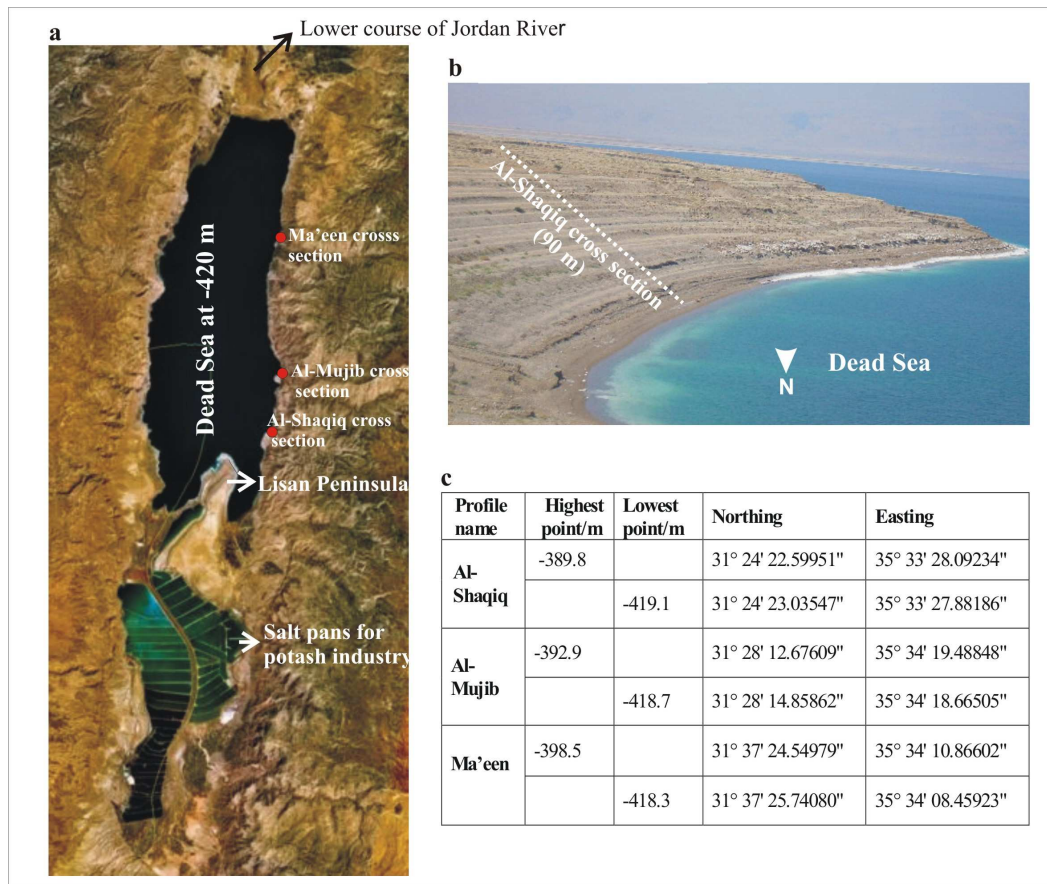 a
Lower course of Jordan River
Dead Sea at -420 m
Ma'een crosss
section
Al-Mujib cross
section
Al-Shaqiq cross
section
Lisan Peninsula
Salt pans for
potash industry
b
Al-Shaqiq cross section
(90 m)
N
Dead Sea
c
Profile name Highest point/m Lowest point/m Northing Easting
Al-Shaqiq -389.8 31° 24' 22.59951" 35° 33' 28.09234"
-419.1 31° 24' 23.03547" 35° 33' 27.88186"
Al-Mujib -392.9 31° 28' 12.67609" 35° 34' 19.48848"
-418.7 31° 28' 14.85862" 35° 34' 18.66505"
Ma'een -398.5 31° 37' 24.54979" 35° 34' 10.86602"
-418.3 31° 37' 25.74080" 35° 34' 08.45923"